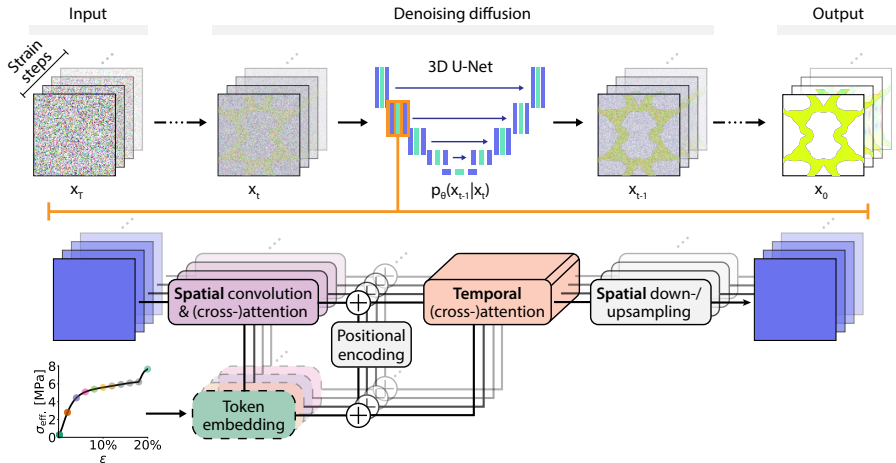 Input
Denoising diffusion
Output
Strain
steps
3D U-Net
x_T
x_t
p_θ(x_{t-1}|x_t)
x_{t-1}
x_0
Spatial convolution
& (cross-)attention
Temporal
(cross-)attention
Spatial down-/
upsampling
Positional
encoding
Token
embedding
σ_eff. [MPa]
8
6
4
2
0
10%
20%
ε